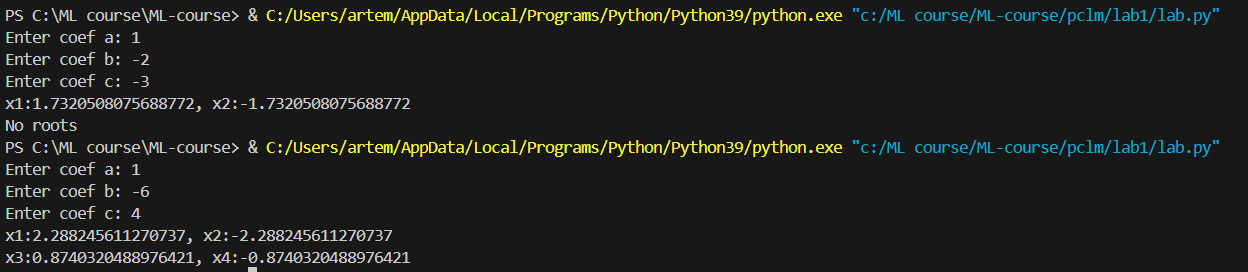 PS C:\ML course\ML-course> & C:/Users/artem/AppData/Local/Programs/Python/Python39/python.exe "c:/ML course/ML-course/pclm/lab1/lab.py"
Enter coef a: 1
Enter coef b: -2
Enter coef c: -3
x1:1.7320508075688772, x2:-1.7320508075688772
No roots
PS C:\ML course\ML-course> & C:/Users/artem/AppData/Local/Programs/Python/Python39/python.exe "c:/ML course/ML-course/pclm/lab1/lab.py"
Enter coef a: 1
Enter coef b: -6
Enter coef c: 4
x1:2.288245611270737, x2:-2.288245611270737
x3:0.8740320488976421, x4:-0.8740320488976421